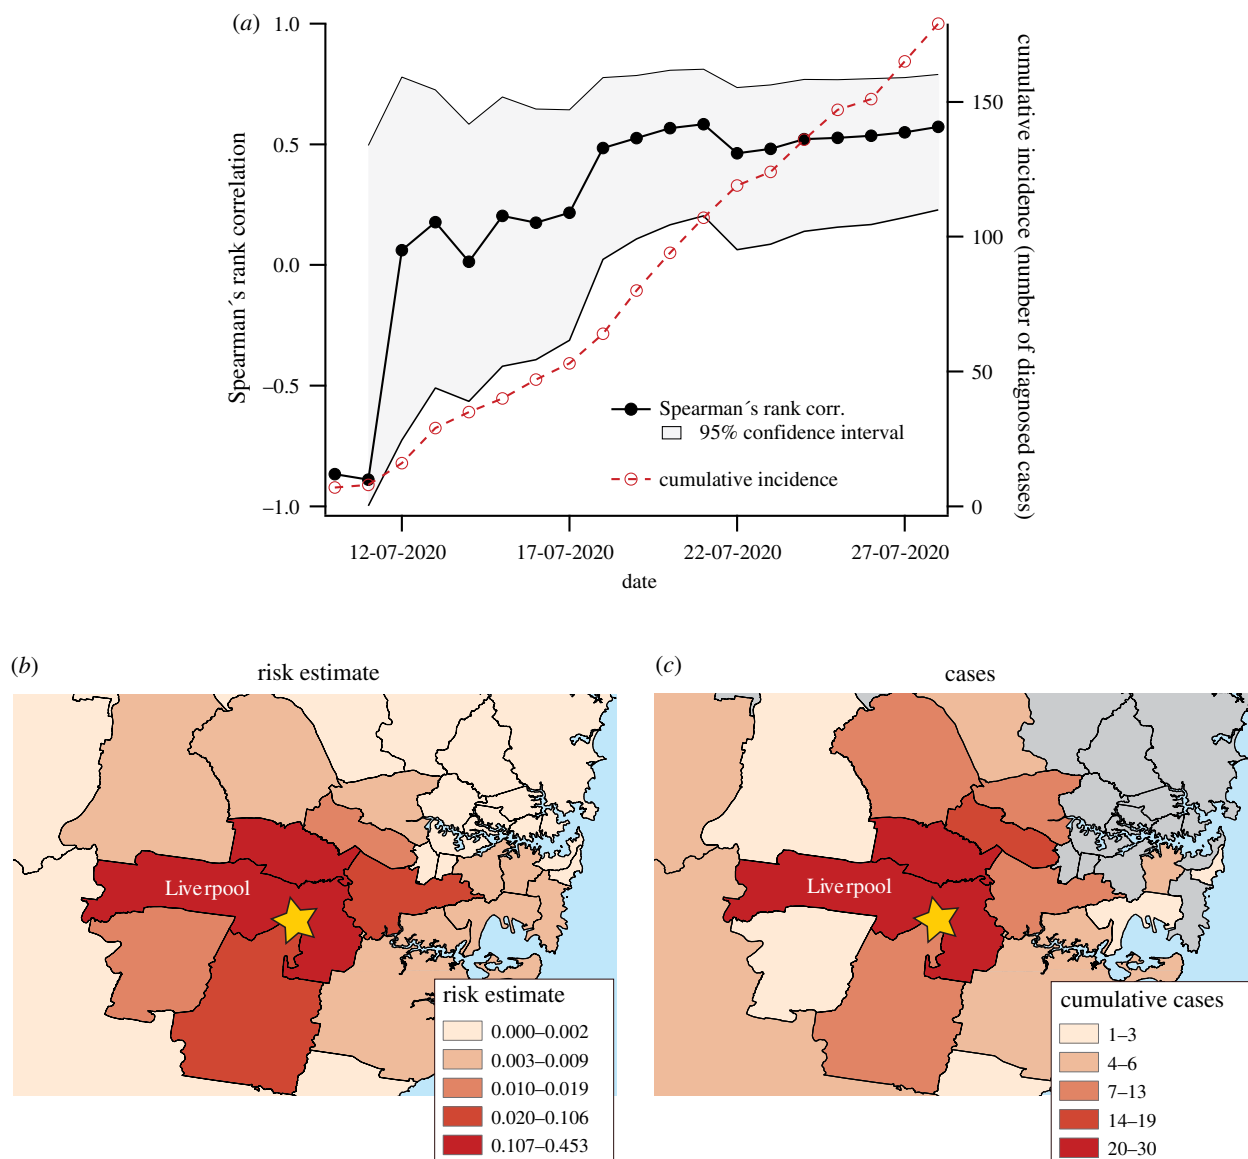 (a)
1.0
0.5
0.0
–0.5
–1.0
Spearman´s rank correlation
150
100
50
0
cumulative incidence (number of diagnosed cases)
Spearman´s rank corr.
95% confidence interval
cumulative incidence
12-07-2020
17-07-2020
22-07-2020
27-07-2020
date
(b)
risk estimate
Liverpool
risk estimate
0.000–0.002
0.003–0.009
0.010–0.019
0.020–0.106
0.107–0.453
(c)
cases
Liverpool
cumulative cases
1–3
4–6
7–13
14–19
20–30